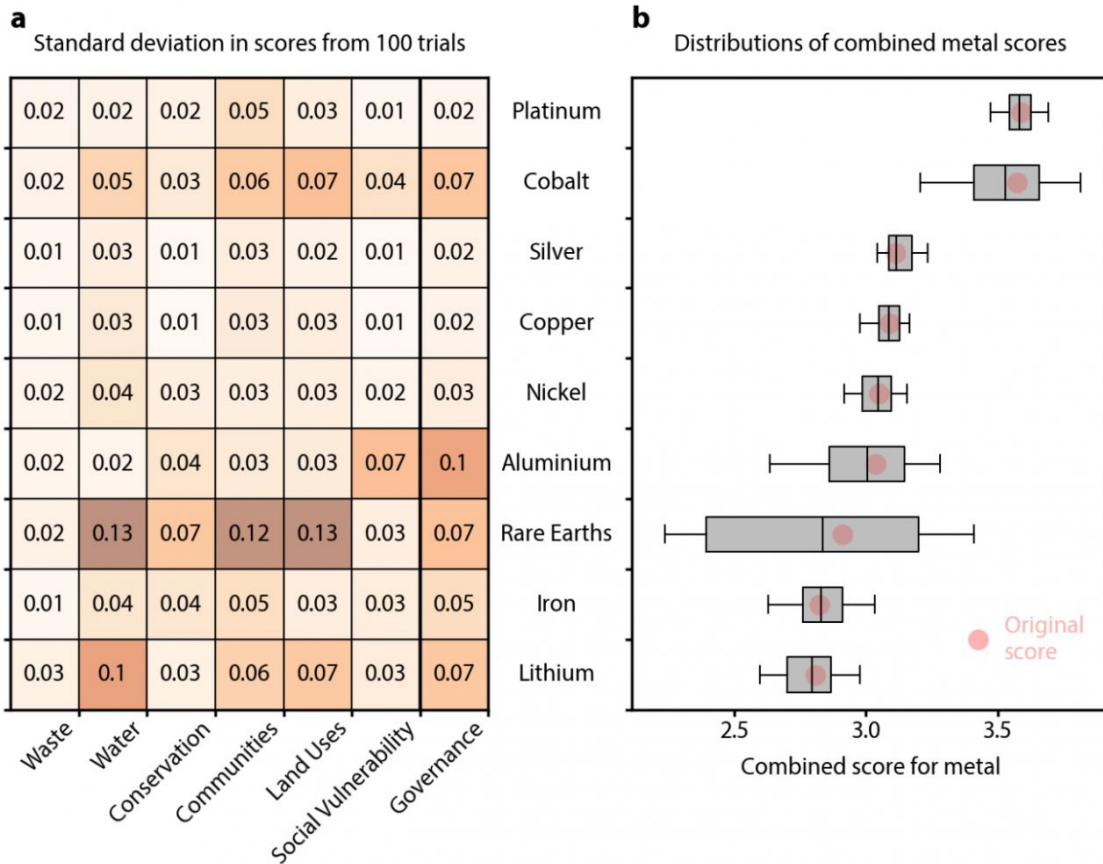 a
Standard deviation in scores from 100 trials
0.02 0.02 0.02 0.05 0.03 0.01 0.02
0.02 0.05 0.03 0.06 0.07 0.04 0.07
0.01 0.03 0.01 0.03 0.02 0.01 0.02
0.01 0.03 0.01 0.03 0.03 0.01 0.02
0.02 0.04 0.03 0.03 0.03 0.02 0.03
0.02 0.02 0.04 0.03 0.03 0.07 0.1
0.02 0.13 0.07 0.12 0.13 0.03 0.07
0.01 0.04 0.04 0.05 0.03 0.03 0.05
0.03 0.1 0.03 0.06 0.07 0.03 0.07
Waste
Water
Conservation
Communities
Land Uses
Social Vulnerability
Governance
Platinum
Cobalt
Silver
Copper
Nickel
Aluminium
Rare Earths
Iron
Lithium
b
Distributions of combined metal scores
Original
score
2.5 3.0 3.5
Combined score for metal